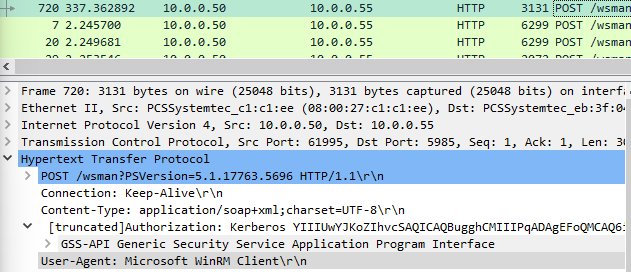 720 337.362892 10.0.0.50 10.0.0.55 HTTP 3131 POST /wsman
7 2.245700 10.0.0.50 10.0.0.55 HTTP 6299 POST /wsman
20 2.249681 10.0.0.50 10.0.0.55 HTTP 6299 POST /wsman
Frame 720: 3131 bytes on wire (25048 bits), 3131 bytes captured (25048 bits) on interfa
Ethernet II, Src: PCSSystemtec_c1:c1:ee (08:00:27:c1:c1:ee), Dst: PCSSystemtec_eb:3f:04
Internet Protocol Version 4, Src: 10.0.0.50, Dst: 10.0.0.55
Transmission Control Protocol, Src Port: 61995, Dst Port: 5985, Seq: 1, Ack: 1, Len: 30
Hypertext Transfer Protocol
POST /wsman?PSVersion=5.1.17763.5696 HTTP/1.1\r\n
Connection: Keep-Alive\r\n
Content-Type: application/soap+xml;charset=UTF-8\r\n
[truncated]Authorization: Kerberos YIIIUwYJKoZIhvcSAQICAQBugghCMIIIPqADAgEFoQMCAQ6i
GSS-API Generic Security Service Application Program Interface
User-Agent: Microsoft WinRM Client\r\n